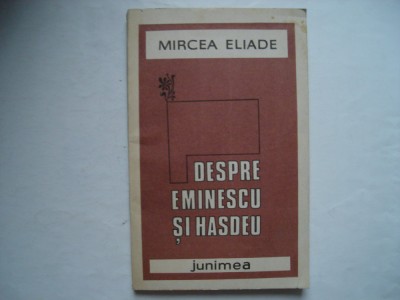 MIRCEA ELIADE
DESPRE
EMINESCU
ȘI HASDEU
junimea